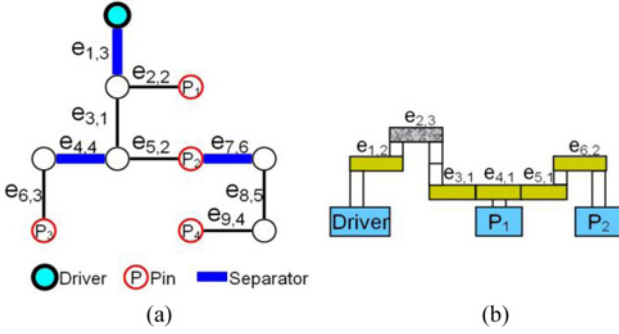 e1,3
e2,2
P1
e3,1
e4,4
e5,2
P2
e7,6
e6,3
e8,5
P3
P4
e9,4
Driver
P Pin
Separator
(a)
e2,3
e1,2
e3,1
e4,1
e5,1
e6,2
Driver
P1
P2
(b)